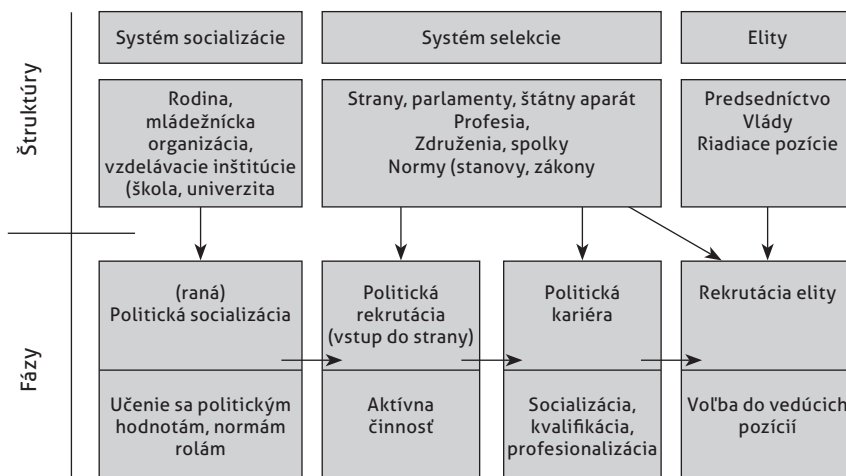 Systém socializácie
Systém selekcie
Elity
Štruktúry
Rodina,
mládežnícka
organizácia,
vzdelávacie inštitúcie
(škola, univerzita
Strany, parlamenty, štátny aparát
Profesia,
Združenia, spolky
Normy (stanovy, zákony
Predsedníctvo
Vlády
Riadiace pozície
Fázy
(raná)
Politická socializácia
Politická
rekrutácia
(vstup do strany)
Politická
kariéra
Rekrutácia elity
Učenie sa politickým
hodnotám, normám
rolám
Aktívna
činnosť
Socializácia,
kvalifikácia,
profesionalizácia
Voľba do vedúcich
pozícií